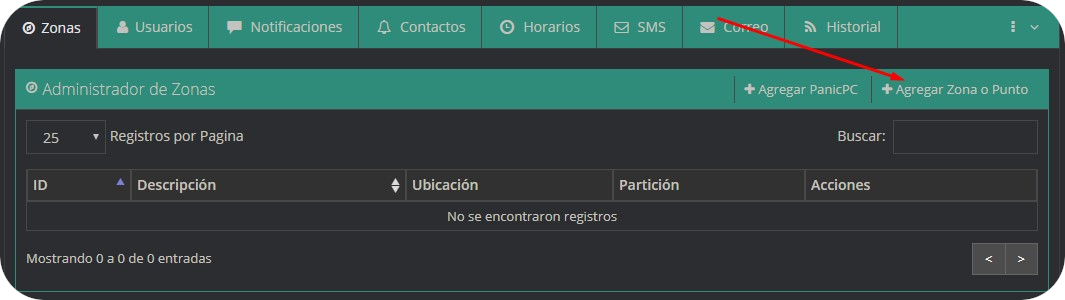 Zonas Usuarios Notificaciones Contactos Horarios SMS Correo Historial
Administrador de Zonas Agregar PanicPC Agregar Zona o Punto
25 Registros por Pagina Buscar:
ID Descripción Ubicación Partición Acciones
No se encontraron registros
Mostrando 0 a 0 de 0 entradas < >